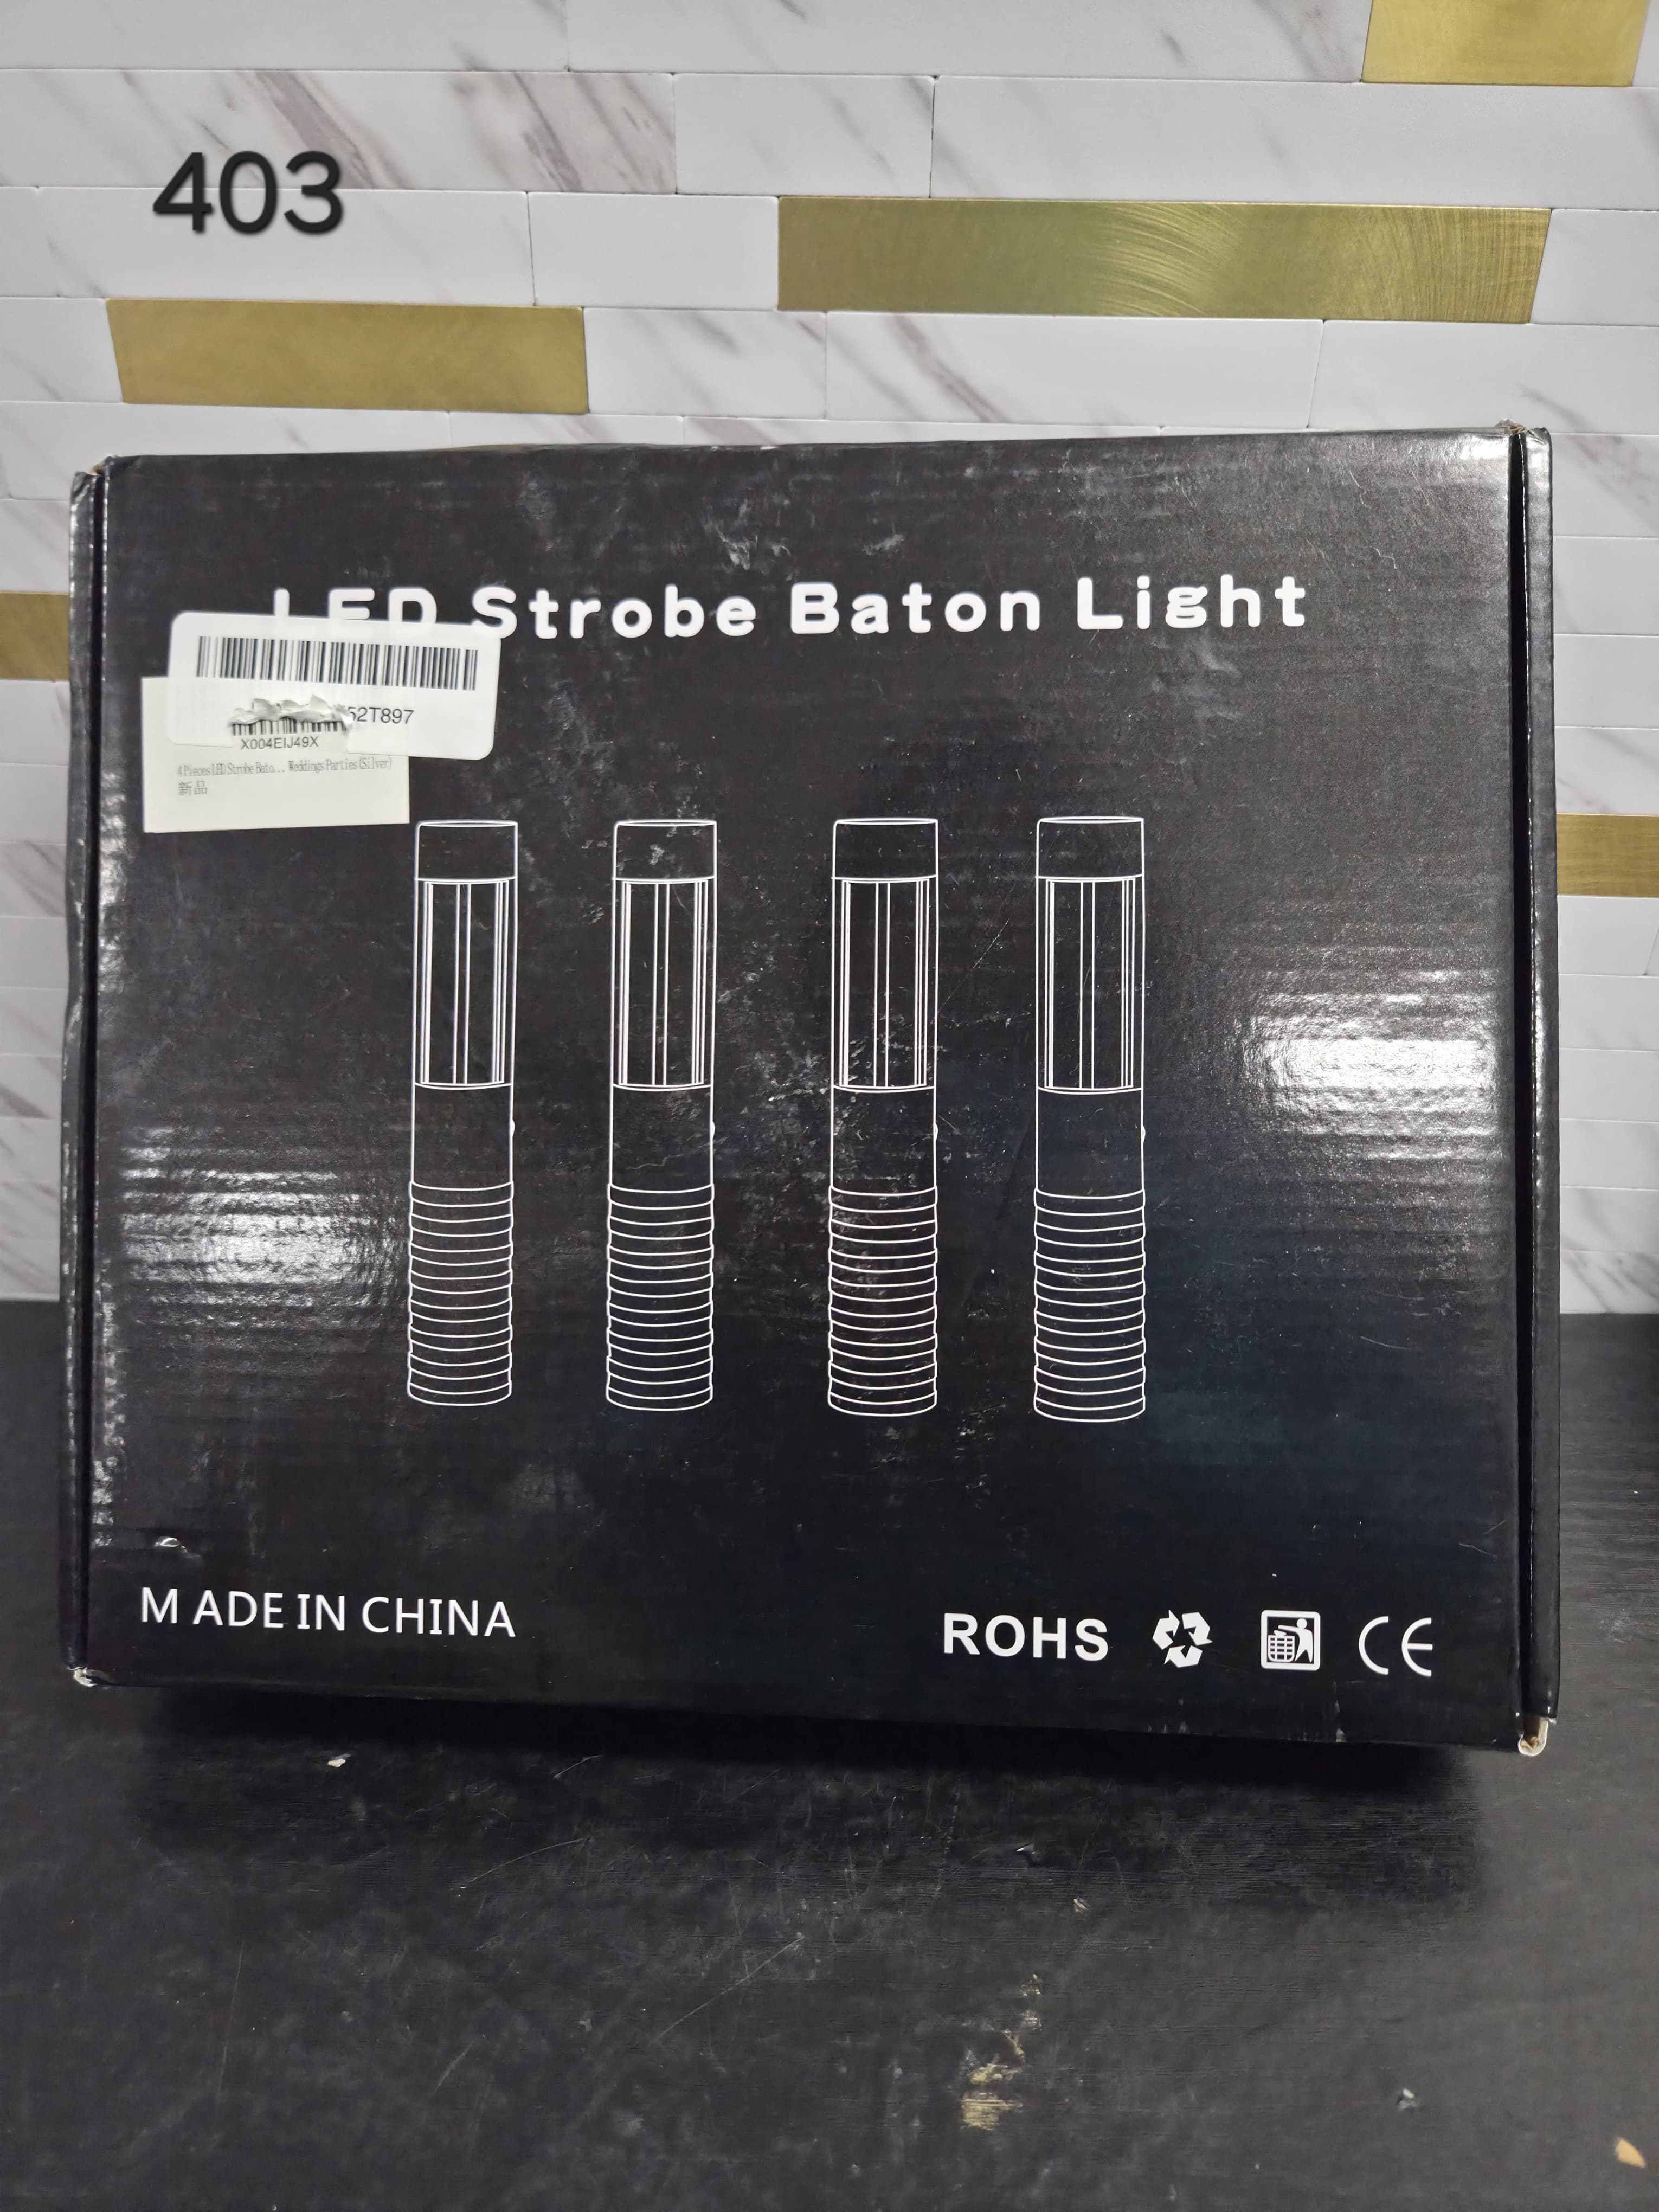 403
LED Strobe Baton Light
52T897
X004EIJ49X
4 Pieces LED Strobe Bato... Weddings Parties (Silver)
新品
MADE IN CHINA
ROHS
CE